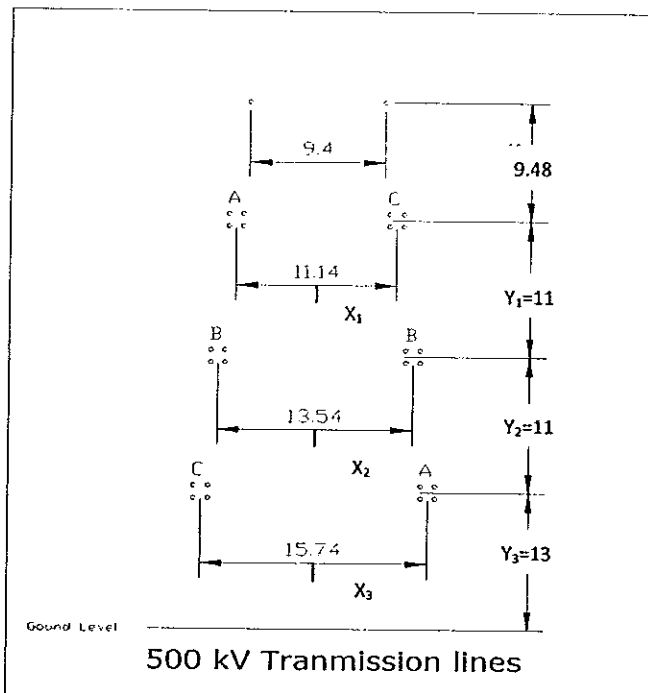 9.4
9.48
A C
11.14
X₁
Y₁=11
B B
13.54
X₂
Y₂=11
C A
15.74
X₃
Y₃=13
Gound Level
500 kV Tranmission lines